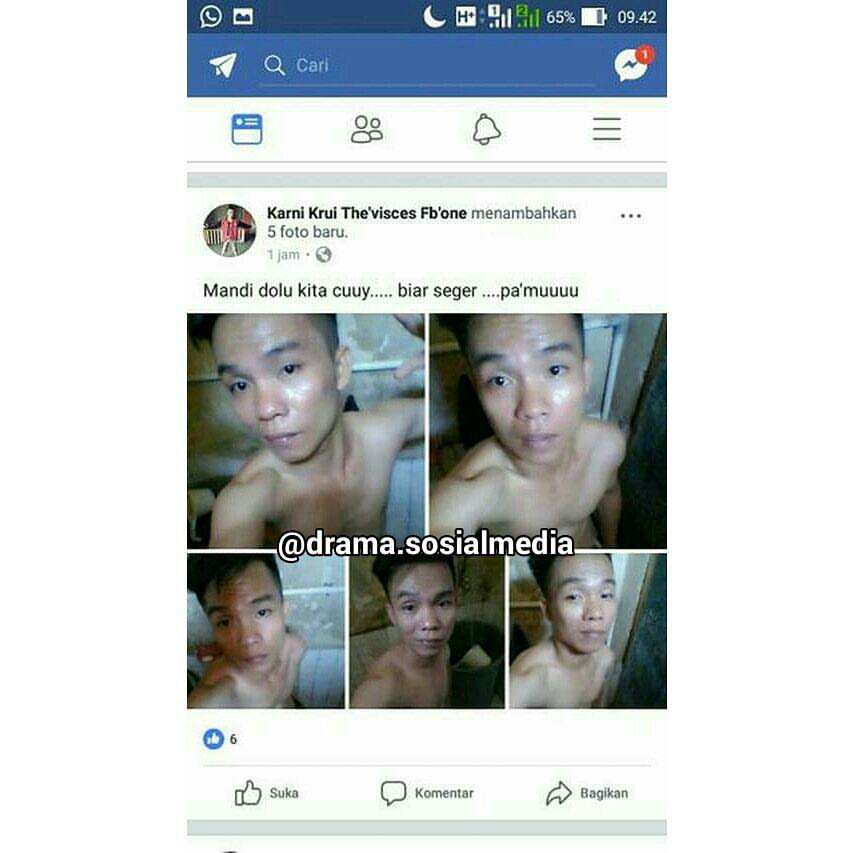 H+ 1 2 65% 09.42
Cari
1
Karni Krui The'visces Fb'one menambahkan
5 foto baru.
1 jam ·
Mandi dolu kita cuuy..... biar seger ....pa'muuuu
@drama.sosialmedia
6
Suka Komentar Bagikan